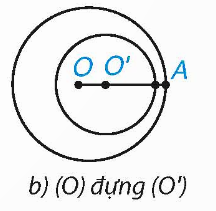 O O' A
b) (O) đựng (O')